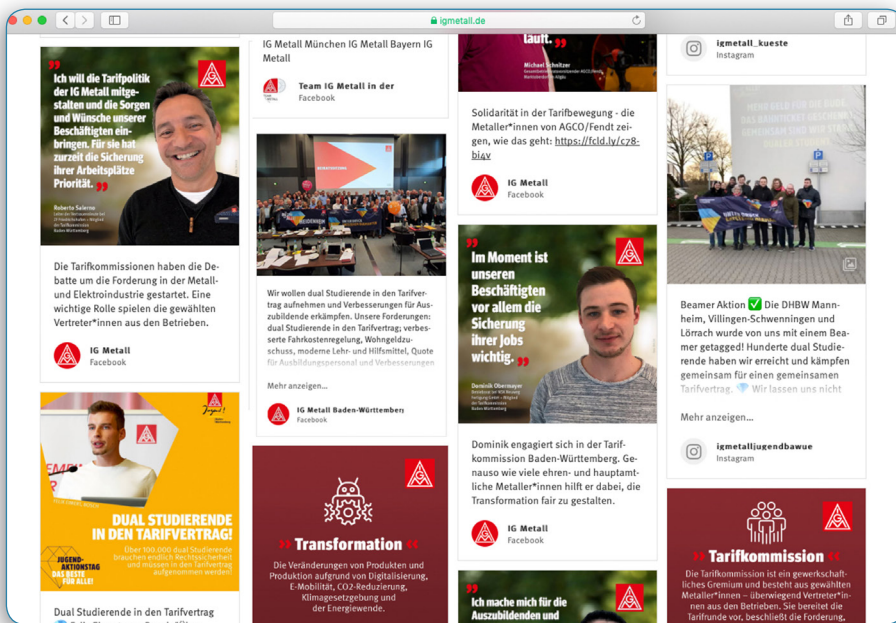 igmetall.de
Ich will die Tarifpolitik
der IG Metall mitge-
stalten und die Sorgen
und Wünsche unserer
Beschäftigten ein-
bringen. Für sie hat
zurzeit die Sicherung
ihrer Arbeitsplätze
Priorität.
Roberto Salerno
Die Tarifkommissionen haben die De-
batte um die Forderung in der Metall-
und Elektroindustrie gestartet. Eine
wichtige Rolle spielen die gewählten
Vertreter*innen aus den Betrieben.
IG Metall
Facebook
DUAL STUDIERENDE
IN DEN TARIFVERTRAG!
Über 100.000 dual Studierende
brauchen endlich Rechtssicherheit
und müssen in den Tarifvertrag
aufgenommen werden!
JUGEND-
AKTIONSTAG
DAS BESTE
FÜR ALLE!
Dual Studierende in den Tarifvertrag
IG Metall München IG Metall Bayern IG
Metall
Team IG Metall in der
Facebook
Wir wollen dual Studierende in den Tarifver-
trag aufnehmen und Verbesserungen für Aus-
zubildende erkämpfen. Unsere Forderungen:
dual Studierende in den Tarifvertrag; verbes-
serte Fahrkostenregelung, Wohngeldzu-
schuss, moderne Lehr- und Hilfsmittel, Quote
für Ausbildungspersonal und Verbesserungen
Mehr anzeigen...
IG Metall Baden-Württemberg
Facebook
Transformation
Die Veränderungen von Produkten und
Produktion aufgrund von Digitalisierung,
E-Mobilität, CO2-Reduzierung,
Klimagesetzgebung und
der Energiewende.
läuft.
Michael Schnitzer
Solidarität in der Tarifbewegung - die
Metaller*innen von AGCO/Fendt zei-
gen, wie das geht: https://fcld.ly/c78-
bi4v
IG Metall
Facebook
Im Moment ist
unseren
Beschäftigten
vor allem die
Sicherung
ihrer Jobs
wichtig.
Dominik Obermayer
Dominik engagiert sich in der Tarif-
kommission Baden-Württemberg. Ge-
nauso wie viele ehren- und hauptamt-
liche Metaller*innen hilft er dabei, die
Transformation fair zu gestalten.
IG Metall
Facebook
Ich mache mich für die
Auszubildenden und
igmetall_kueste
Instagram
Beamer Aktion ✅ Die DHBW Mann-
heim, Villingen-Schwenningen und
Lörrach wurde von uns mit einem Bea-
mer getagged! Hunderte dual Studie-
rende haben wir erreicht und kämpfen
gemeinsam für einen gemeinsamen
Tarifvertrag. 💎 Wir lassen uns nicht
Mehr anzeigen...
igmetalljugendbawue
Instagram
Tarifkommission
Die Tarifkommission ist ein gewerkschaft-
liches Gremium und besteht aus gewählten
Metaller*innen – überwiegend Vertreter*in-
nen aus den Betrieben. Sie bereitet die
Tarifrunde vor, beschließt die Forderung,